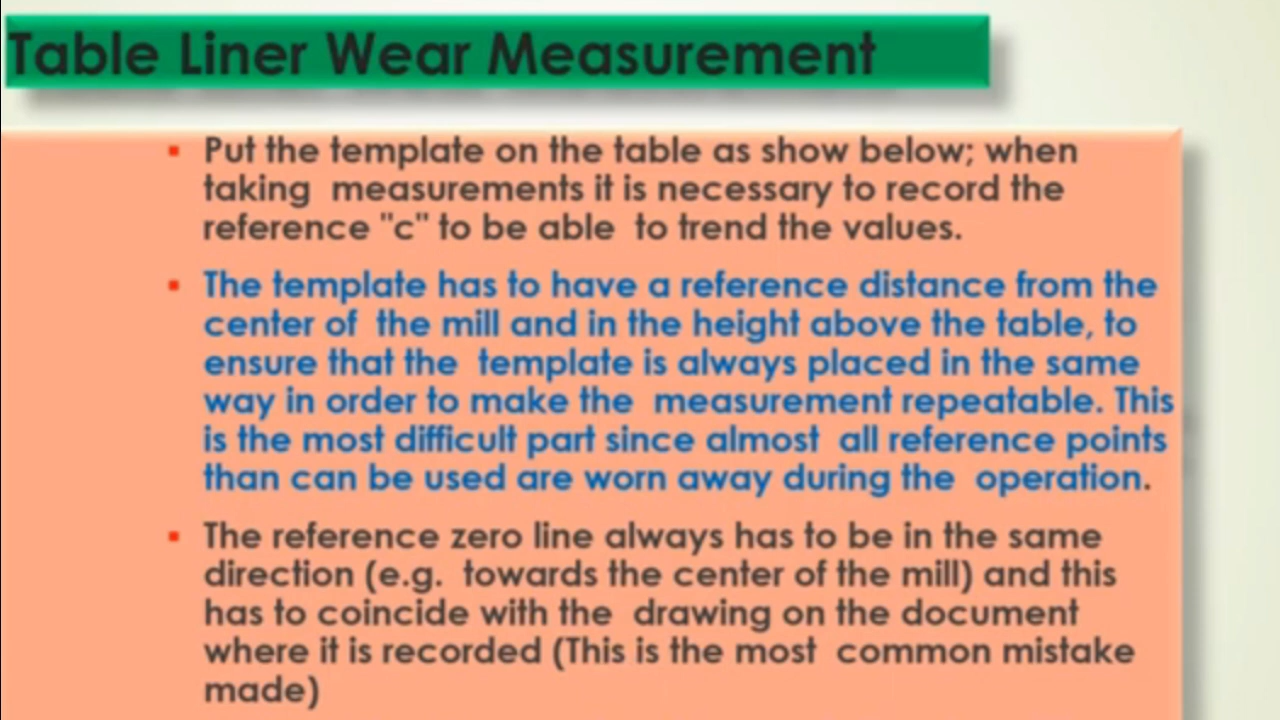 Table Liner Wear Measurement
Put the template on the table as show below; when
taking measurements it is necessary to record the
reference "c" to be able to trend the values.
The template has to have a reference distance from the
center of the mill and in the height above the table, to
ensure that the template is always placed in the same
way in order to make the measurement repeatable. This
is the most difficult part since almost all reference points
than can be used are worn away during the operation.
The reference zero line always has to be in the same
direction (e.g. towards the center of the mill) and this
has to coincide with the drawing on the document
where it is recorded (This is the most common mistake
made)